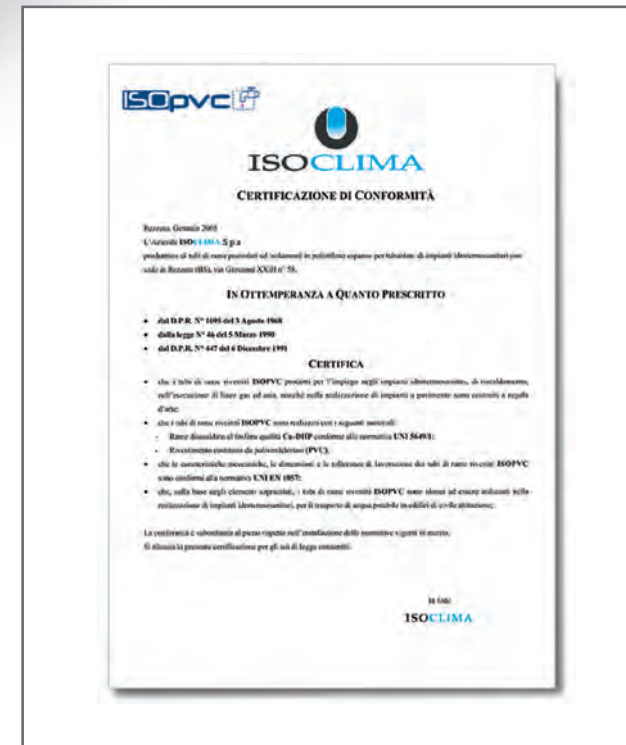 ISOpvc
ISOCLIMA
CERTIFICAZIONE DI CONFORMITÀ
Rezzato, Gennaio 2005
L'Azienda ISOCLIMA S.p.a
produttrice di tubi di rame preisolati ed isolamenti in polietilene espanso per tubazioni di impianti idrotermosanitari con
sede in Rezzato (BS), via Giovanni XXIII n° 58,
IN OTTEMPERANZA A QUANTO PRESCRITTO
• dal D.P.R. N° 1095 del 3 Agosto 1968
• dalla legge N° 46 del 5 Marzo 1990
• dal D.P.R. N° 447 del 6 Dicembre 1991
CERTIFICA
• che i tubi di rame rivestiti ISOPVC prodotti per l'impiego negli impianti idrotermosanitari, di riscaldamento,
nell'esecuzione di linee gas ed aria, nonché nella realizzazione di impianti a pavimento sono costruiti a regola
d'arte;
• che i tubi di rame rivestiti ISOPVC sono realizzati con i seguenti materiali:
- Rame disossidato al fosforo qualità Cu-DHP conforme alla normativa UNI 5649/1;
- Rivestimento costituito da polivinilcloruro (PVC);
• che le caratteristiche meccaniche, le dimensioni e le tolleranze di lavorazione dei tubi di rame rivestiti ISOPVC
sono conformi alla normativa UNI EN 1057;
• che, sulla base degli elementi sopracitati, i tubi di rame rivestiti ISOPVC sono idonei ad essere utilizzati nella
realizzazione di impianti idrotermosanitari, per il trasporto di acqua potabile in edifici di civile abitazione;
La conformità è subordinata al pieno rispetto nell'installazione delle normative vigenti in merito.
Si rilascia la presente certificazione per gli usi di legge consentiti.
In fede
ISOCLIMA